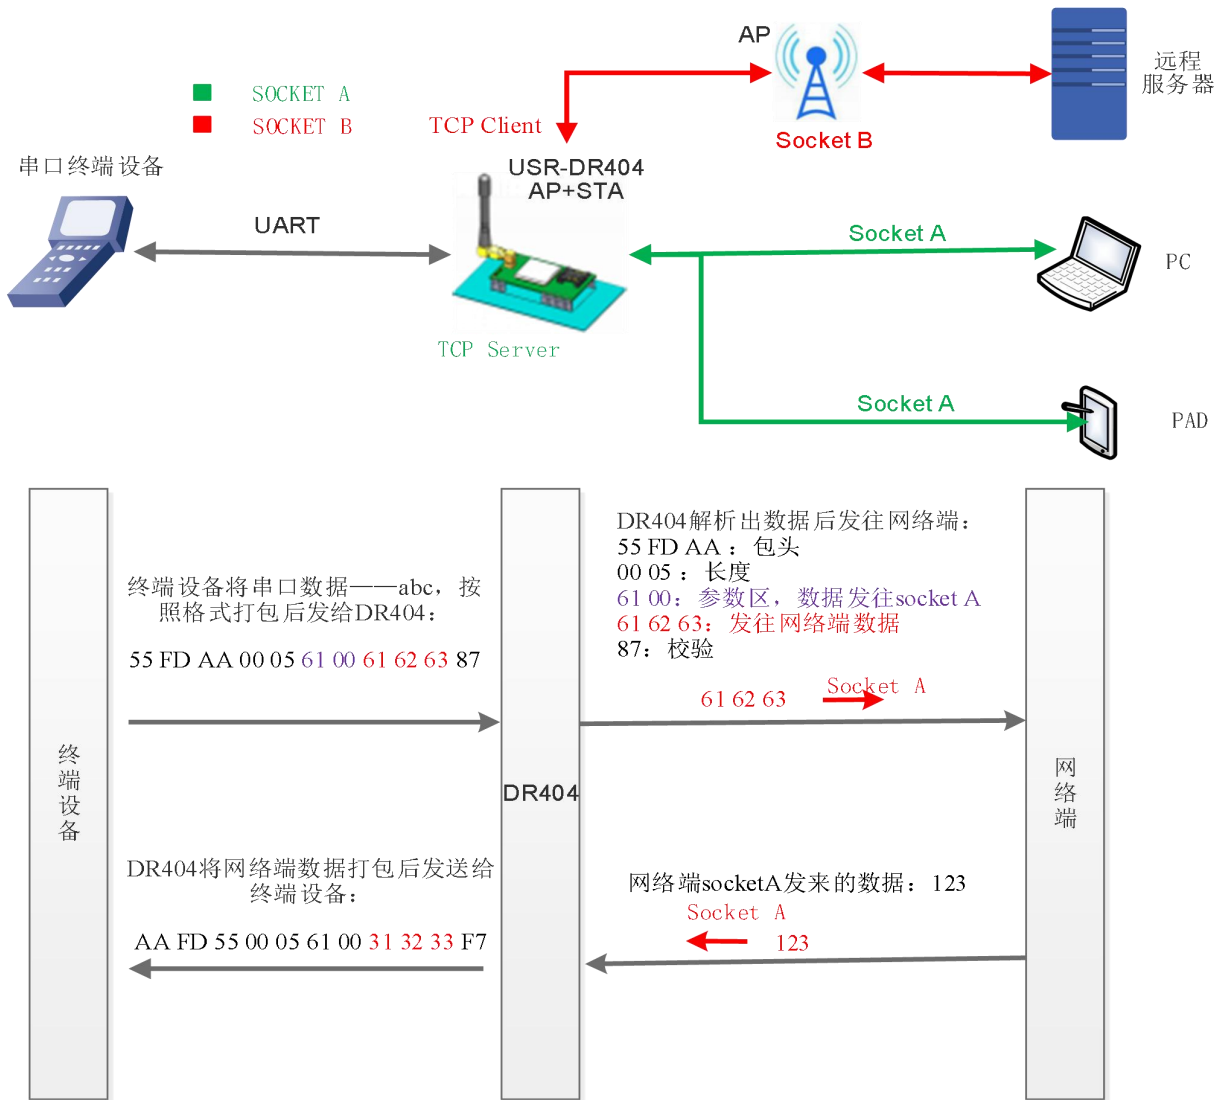 AP
远程
服务器
SOCKET A
SOCKET B
TCP Client
Socket B
串口终端设备
USR-DR404
AP+STA
UART
Socket A
PC
TCP Server
Socket A
PAD
DR404解析出数据后发往网络端：
55 FD AA：包头
00 05：长度
61 00：参数区，数据发往socket A
61 62 63：发往网络端数据
87：校验
终端设备将串口数据——abc，按
照格式打包后发给DR404：
55 FD AA 00 05 61 00 61 62 63 87
61 62 63
Socket A
终端设备
DR404
网络端
DR404将网络端数据打包后发送给
终端设备：
AA FD 55 00 05 61 00 31 32 33 F7
网络端socketA发来的数据：123
Socket A
123